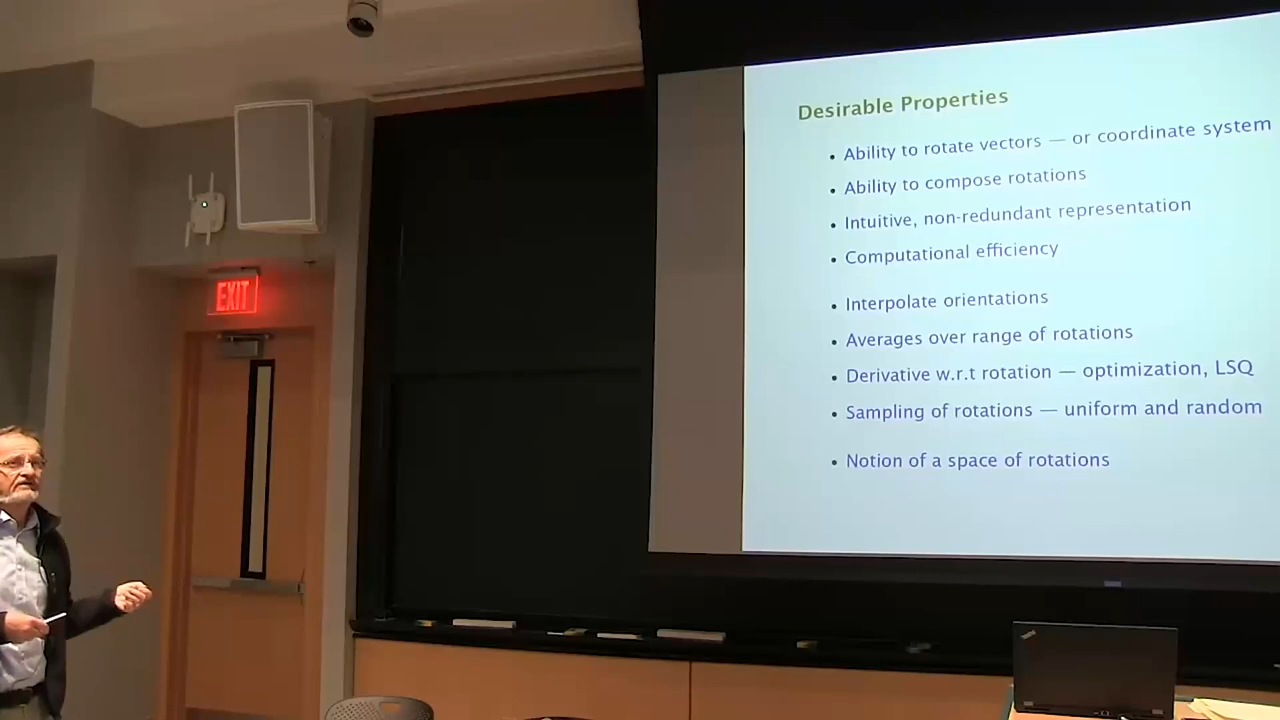 Desirable Properties
• Ability to rotate vectors — or coordinate system
• Ability to compose rotations
• Intuitive, non-redundant representation
• Computational efficiency
• Interpolate orientations
• Averages over range of rotations
• Derivative w.r.t rotation — optimization, LSQ
• Sampling of rotations — uniform and random
• Notion of a space of rotations
EXIT